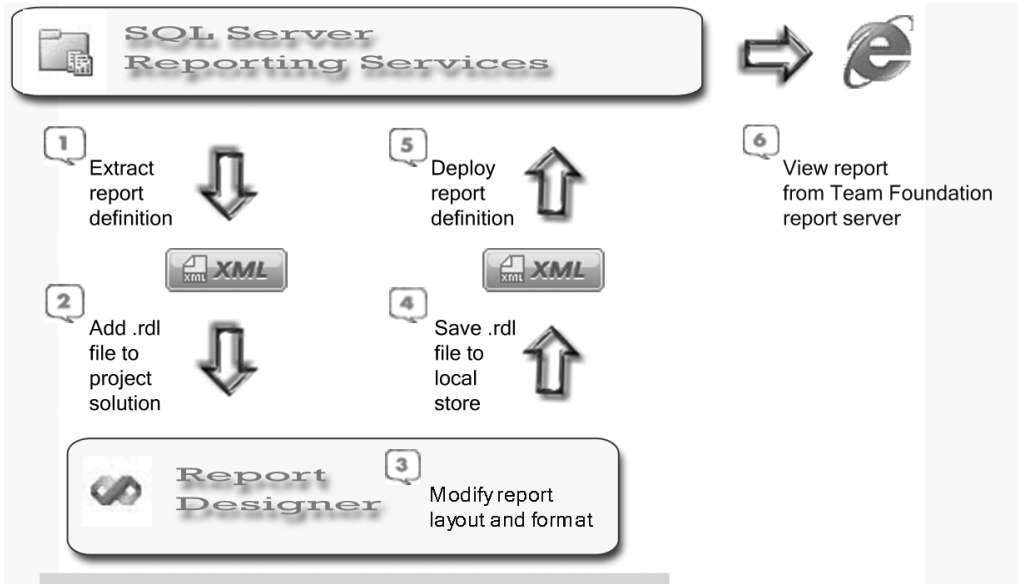 SQL Server
Reporting Services
1
Extract
report
definition
5
Deploy
report
definition
6
View report
from Team Foundation
report server
XML
XML
XML
XML
2
Add .rdl
file to
project
solution
4
Save .rdl
file to
local
store
Report
Designer
3
Modify report
layout and format